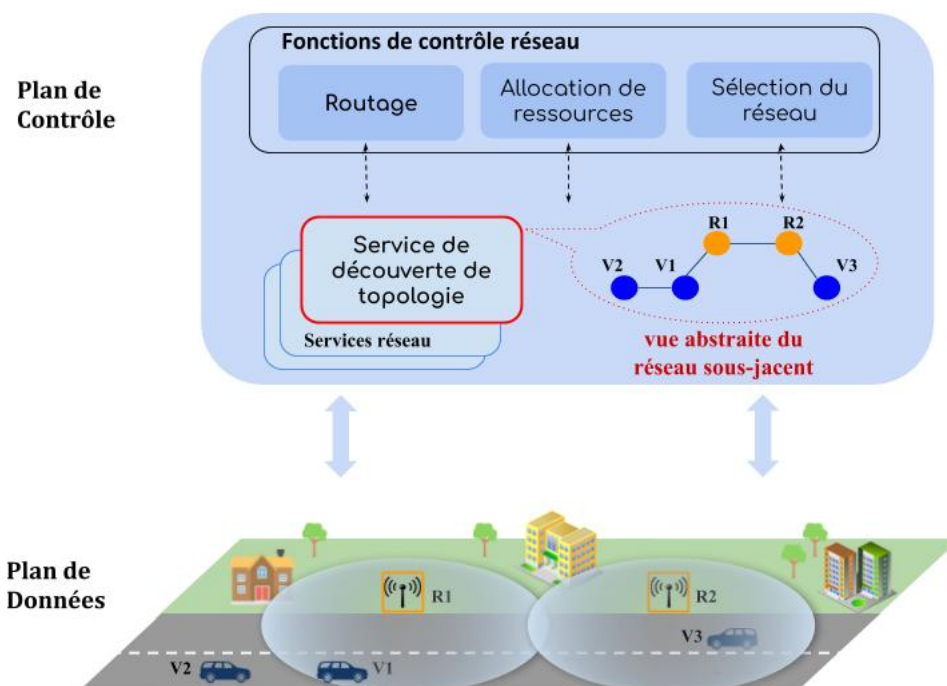 Plan de
Contrôle
Fonctions de contrôle réseau
Routage
Allocation de
ressources
Sélection du
réseau
Service de
découverte de
topologie
Services réseau
R1
R2
V2
V1
V3
vue abstraite du
réseau sous-jacent
Plan de
Données
R1
R2
V3
V2
V1